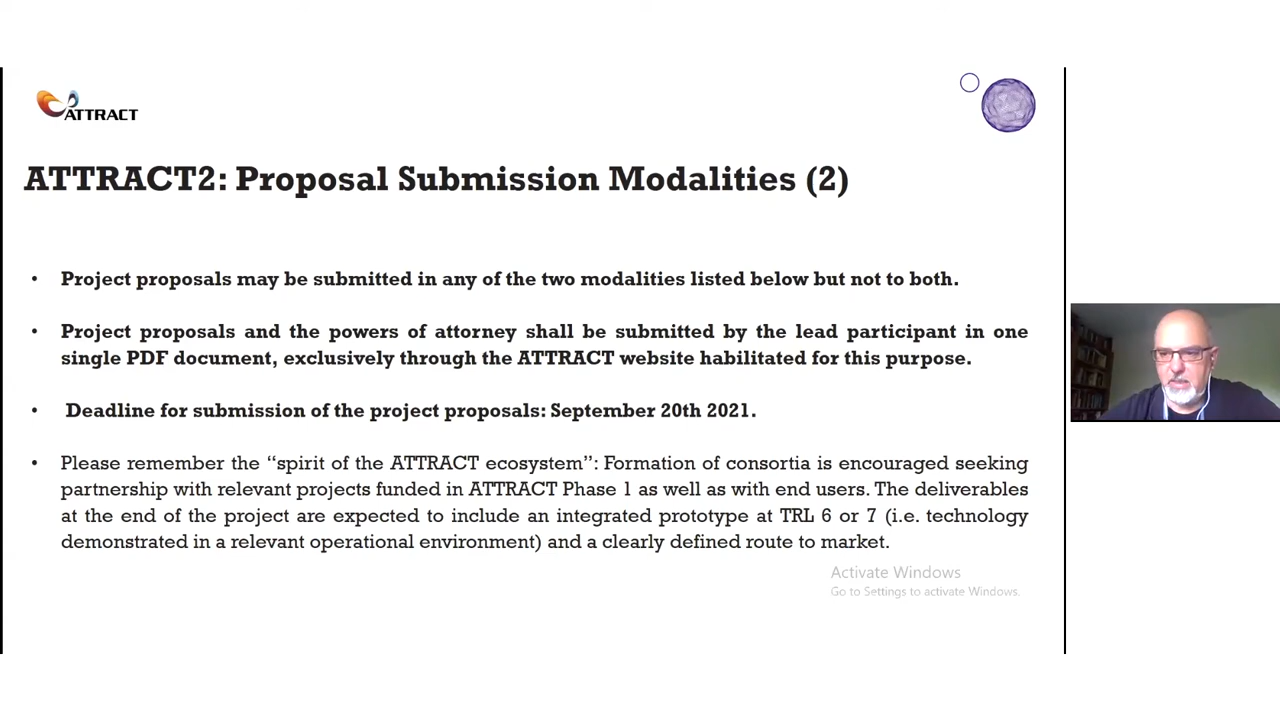 ATTRACT
ATTRACT2: Proposal Submission Modalities (2)
• Project proposals may be submitted in any of the two modalities listed below but not to both.
• Project proposals and the powers of attorney shall be submitted by the lead participant in one
single PDF document, exclusively through the ATTRACT website habilitated for this purpose.
• Deadline for submission of the project proposals: September 20th 2021.
• Please remember the “spirit of the ATTRACT ecosystem”: Formation of consortia is encouraged seeking
partnership with relevant projects funded in ATTRACT Phase 1 as well as with end users. The deliverables
at the end of the project are expected to include an integrated prototype at TRL 6 or 7 (i.e. technology
demonstrated in a relevant operational environment) and a clearly defined route to market.
Activate Windows
Go to Settings to activate Windows.